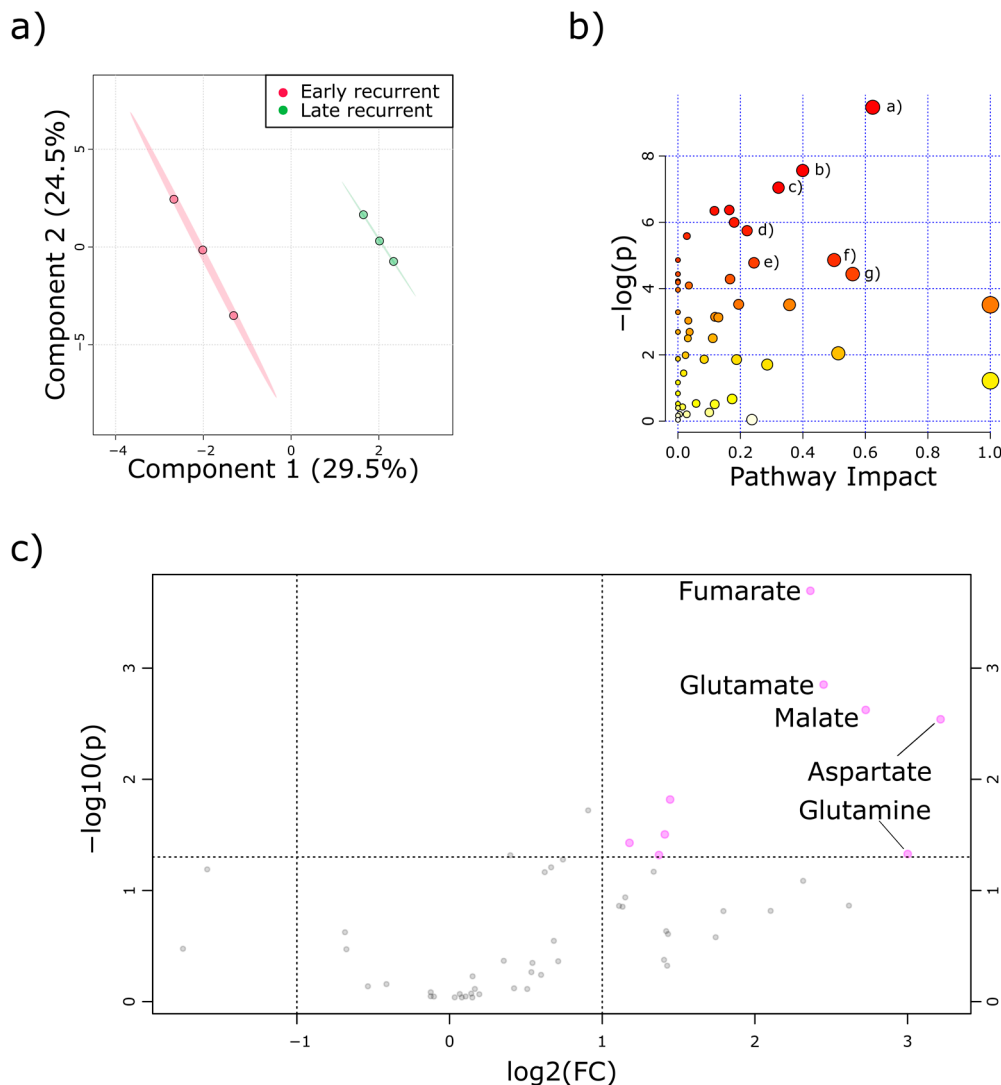 a)
Early recurrent
Late recurrent
Component 2 (24.5%)
5
0
−5
−4
−2
0
2
Component 1 (29.5%)
b)
−log(p)
8
6
4
2
0
a)
b)
c)
d)
e)
f)
g)
0.0
0.2
0.4
0.6
0.8
1.0
Pathway Impact
c)
−log10(p)
3
2
1
0
Fumarate
Glutamate
Malate
Aspartate
Glutamine
3
2
1
0
−1
0
1
2
3
log2(FC)